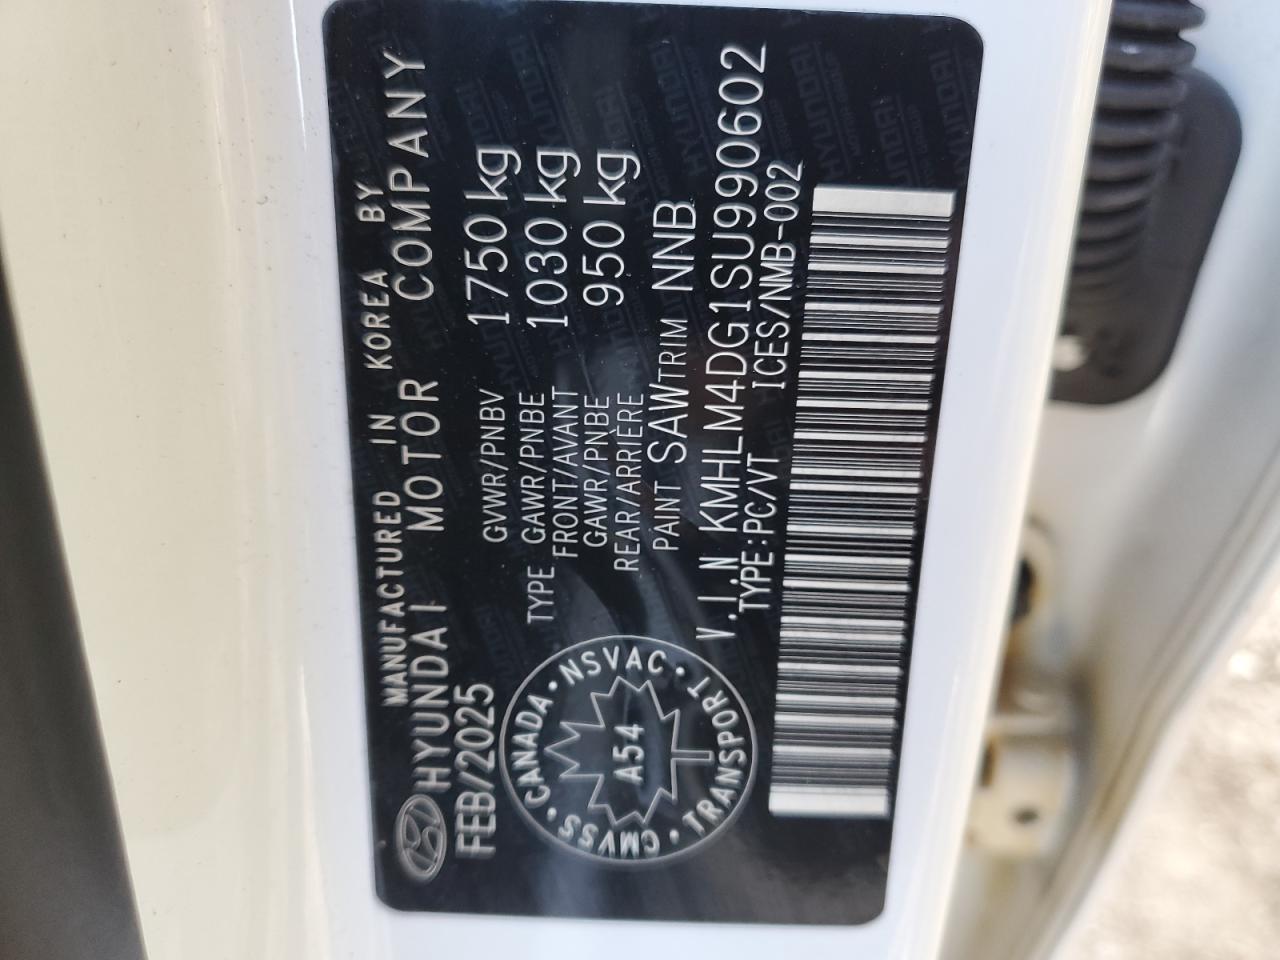 MANUFACTURED IN KOREA BY
HYUNDAI MOTOR COMPANY
FEB/2025
GVWR/PNBV 1750 kg
TYPE GAWR/PNBE
FRONT/AVANT 1030 kg
GAWR/PNBE
REAR/ARRIÈRE 950 kg
PAINT SAW TRIM NNB
V.I.N KMHLM4DG1SU990602
TYPE:PC/VT ICES/NMB-002
CANADA • NSVAC • TRANSPORT • CMVSS
A54